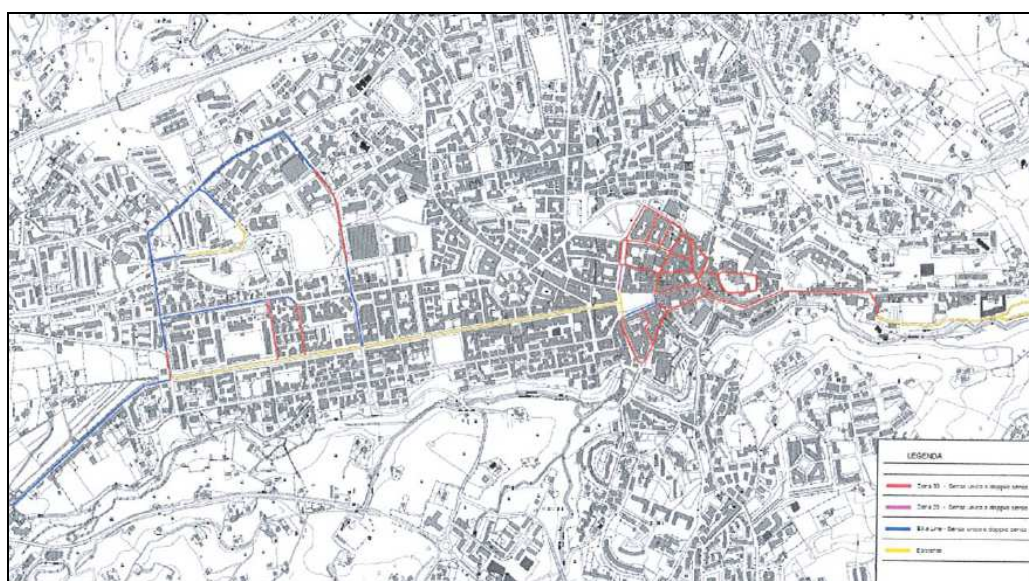 LEGENDA
Zona 30 - Senso unico e doppio senso
Zona 20 - Senso unico e doppio senso
Bike Line - Senso unico e doppio senso
Esistente